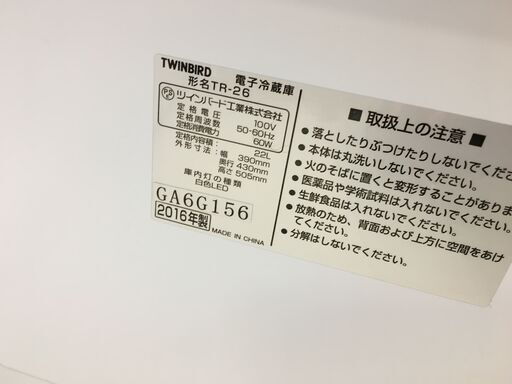 TWINBIRD 電子冷蔵庫
形名TR-26
PSE ツインバード工業株式会社
定格電圧 100V
定格周波数 50-60Hz
定格消費電力 60W
定格内容積: 22L
外形寸法: 幅 390mm
奥行 430mm
高さ 505mm
庫内灯の種類
白色LED
GA6G156
2016年製 MADE IN CHINA
■取扱上の注意■
●落としたりぶつけたりしないでくださ
●本体は丸洗いしないでください。
●火のそばに置くと変形することがあり
●医薬品や学術試料は入れないでくださ
●生鮮食品は入れないでください。
●放熱のため、背面および上方に空間をあけ
てください。
●分解はしないでください。